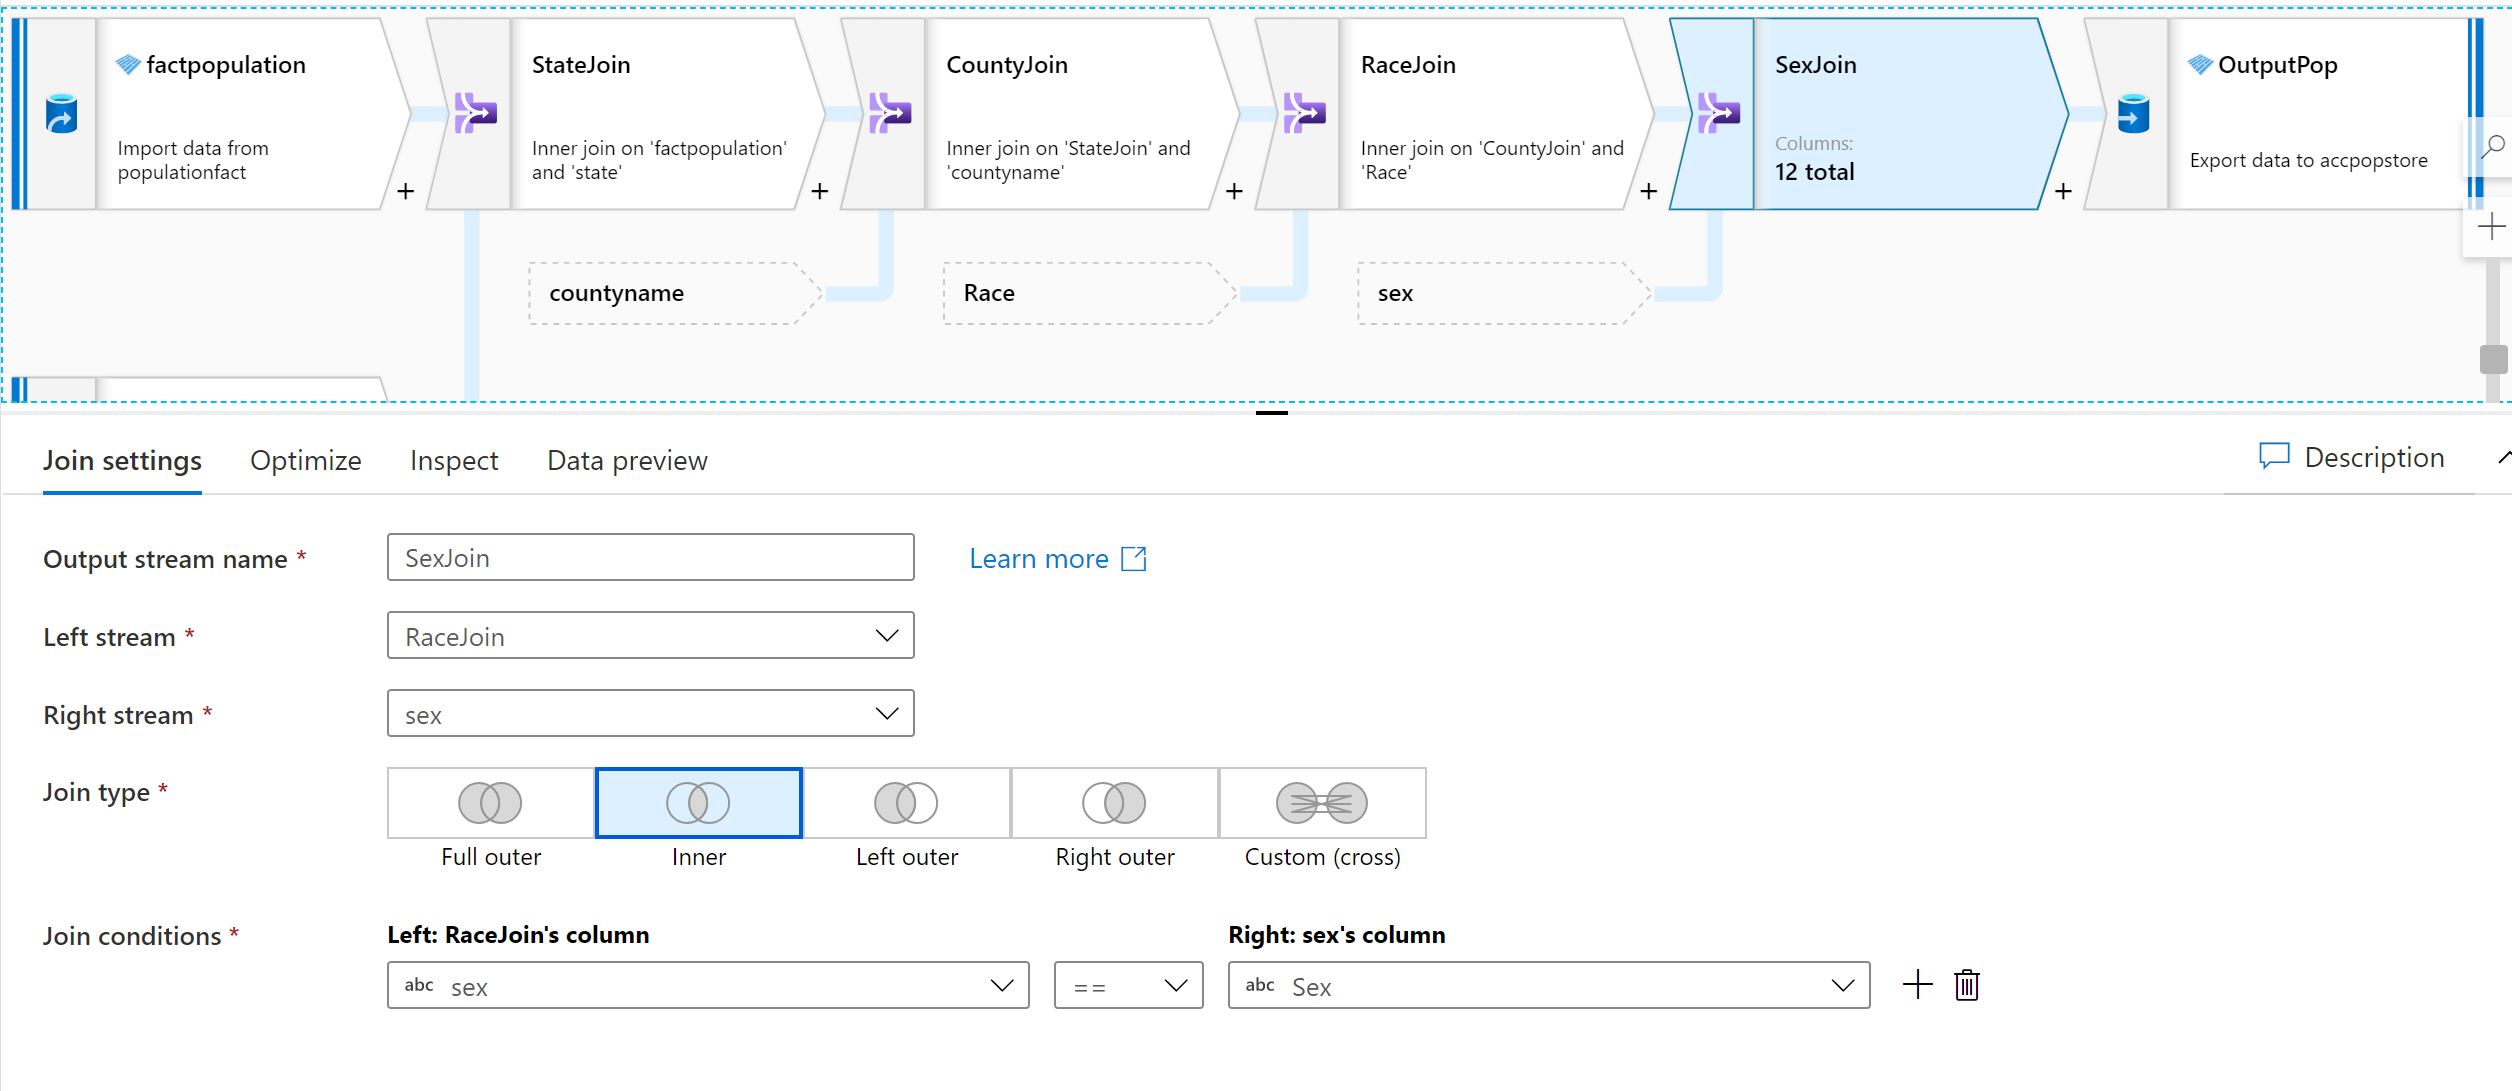 factpopulation
Import data from
populationfact
+
StateJoin
Inner join on 'factpopulation'
and 'state'
+
CountyJoin
Inner join on 'StateJoin' and
'countyname'
+
RaceJoin
Inner join on 'CountyJoin' and
'Race'
+
SexJoin
Columns:
12 total
+
OutputPop
Export data to accpopstore
countyname
Race
sex
Join settings
Optimize
Inspect
Data preview
Description
Output stream name *
SexJoin
Learn more
Left stream *
RaceJoin
Right stream *
sex
Join type *
Full outer
Inner
Left outer
Right outer
Custom (cross)
Join conditions *
Left: RaceJoin's column
Right: sex's column
abc sex
==
abc Sex